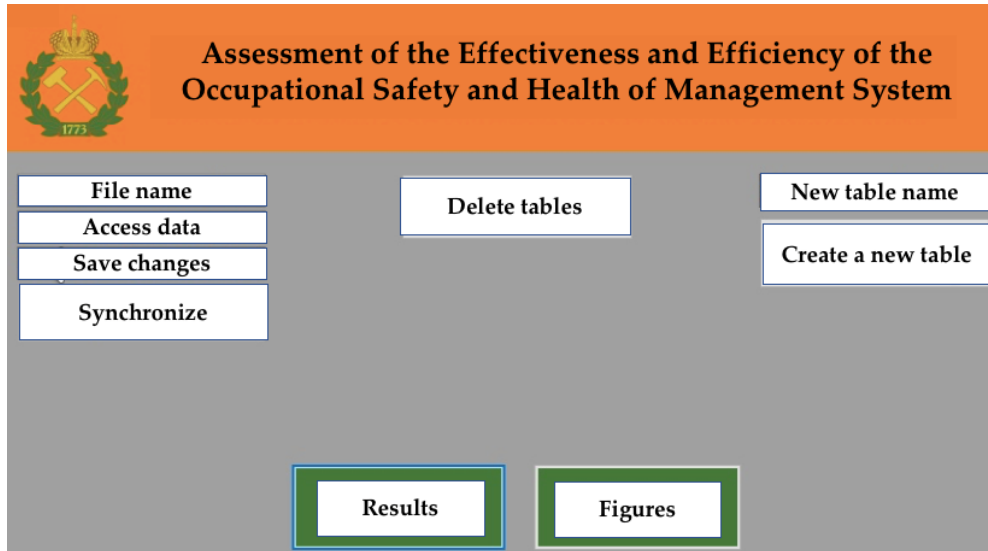 Assessment of the Effectiveness and Efficiency of the
Occupational Safety and Health of Management System
1773
File name
Access data
Save changes
Synchronize
Delete tables
New table name
Create a new table
Results
Figures